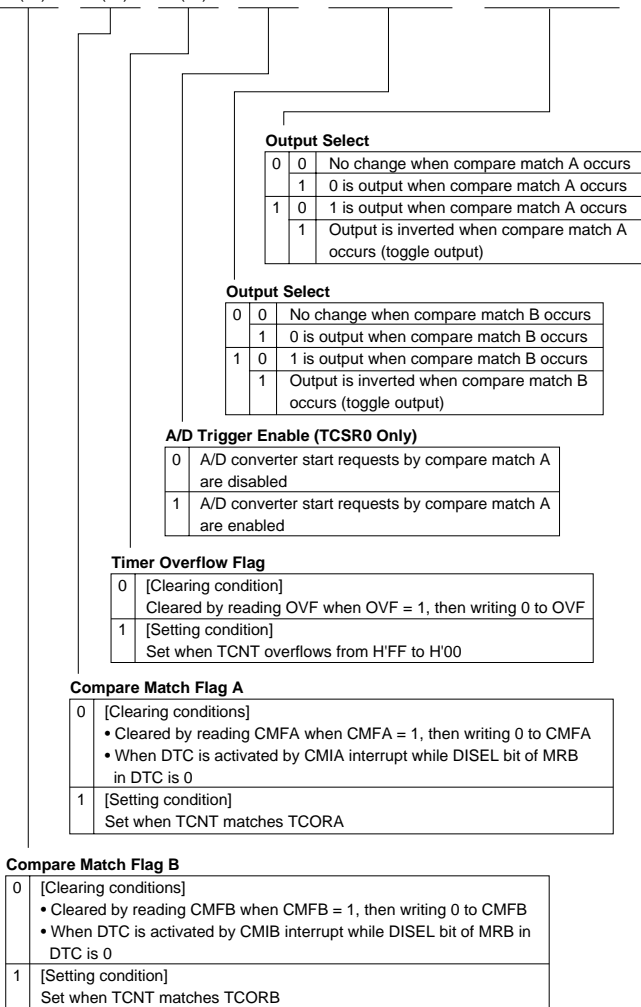 Output Select
0 0 No change when compare match A occurs
1 0 is output when compare match A occurs
1 0 1 is output when compare match A occurs
1 Output is inverted when compare match A
occurs (toggle output)
Output Select
0 0 No change when compare match B occurs
1 0 is output when compare match B occurs
1 0 1 is output when compare match B occurs
1 Output is inverted when compare match B
occurs (toggle output)
A/D Trigger Enable (TCSR0 Only)
0 A/D converter start requests by compare match A
are disabled
1 A/D converter start requests by compare match A
are enabled
Timer Overflow Flag
0 [Clearing condition]
Cleared by reading OVF when OVF = 1, then writing 0 to OVF
1 [Setting condition]
Set when TCNT overflows from H'FF to H'00
Compare Match Flag A
0 [Clearing conditions]
• Cleared by reading CMFA when CMFA = 1, then writing 0 to CMFA
• When DTC is activated by CMIA interrupt while DISEL bit of MRB
in DTC is 0
1 [Setting condition]
Set when TCNT matches TCORA
Compare Match Flag B
0 [Clearing conditions]
• Cleared by reading CMFB when CMFB = 1, then writing 0 to CMFB
• When DTC is activated by CMIB interrupt while DISEL bit of MRB in
DTC is 0
1 [Setting condition]
Set when TCNT matches TCORB